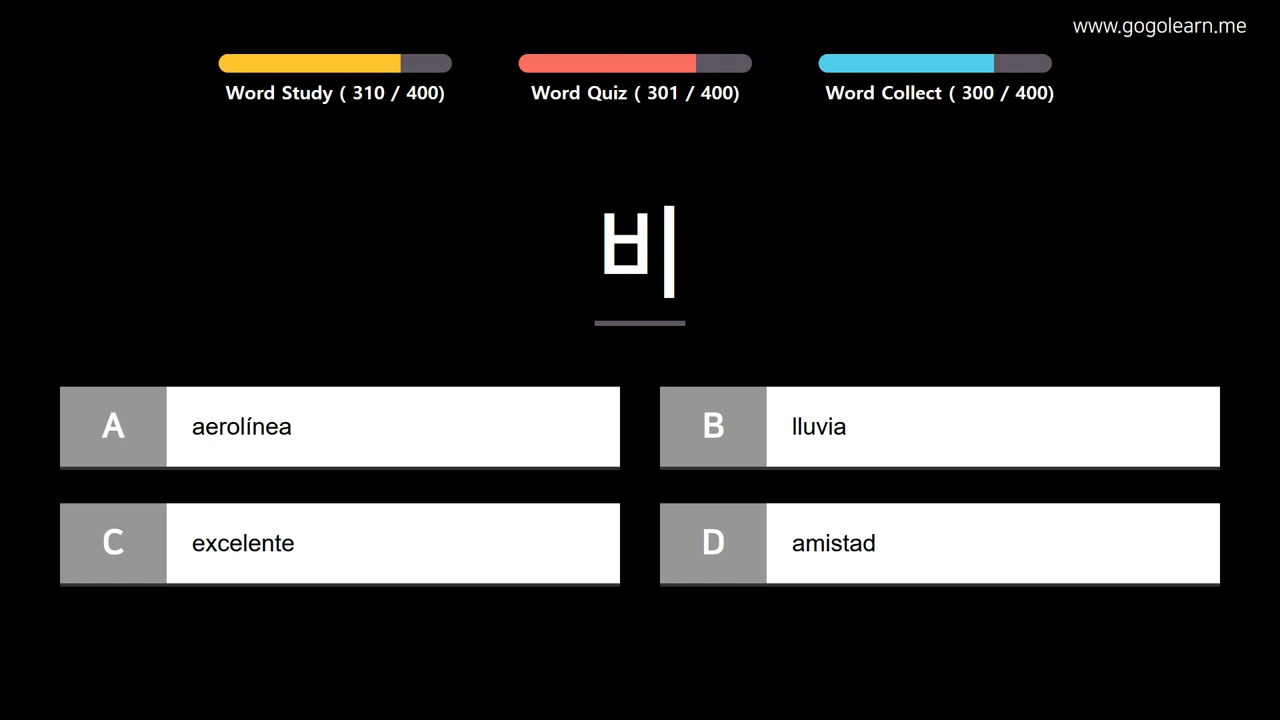 www.gogolearn.me
Word Study ( 310 / 400)
Word Quiz ( 301 / 400)
Word Collect ( 300 / 400)
비
A aerolínea
B lluvia
C excelente
D amistad